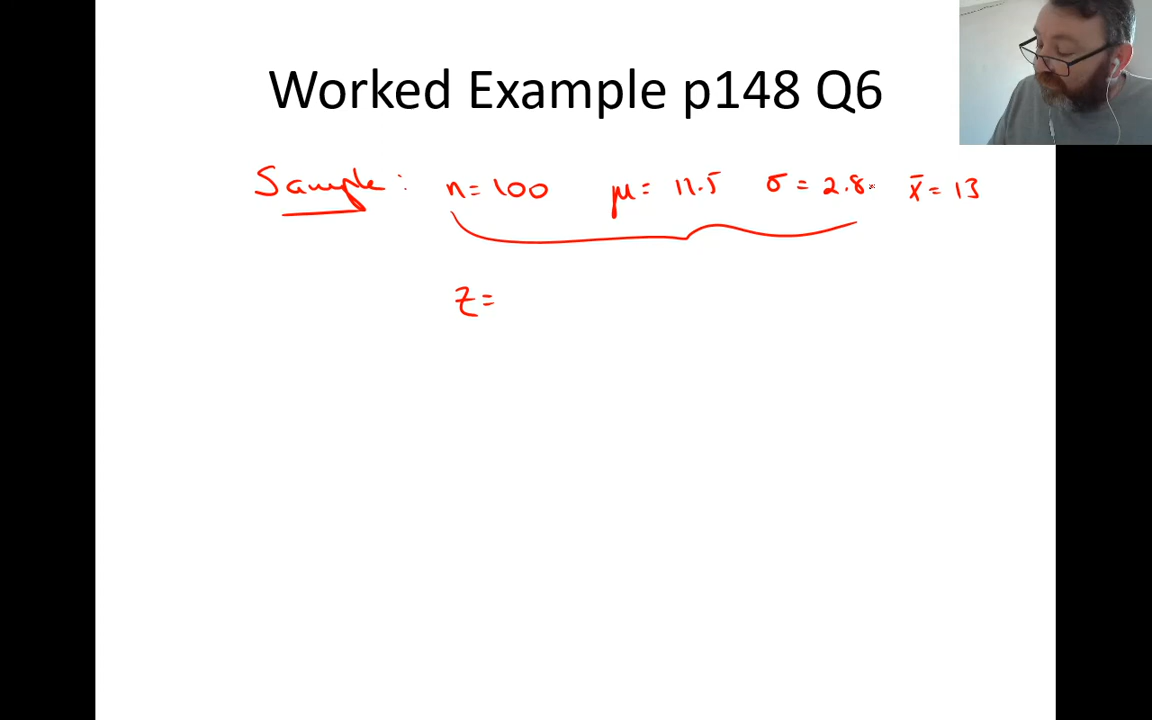 Worked Example p148 Q6
Sample: n = 100 μ = 11.5 σ = 2.8 x̄ = 13
z =